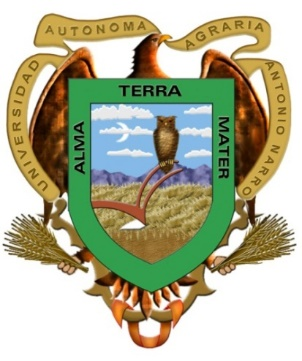 UNIVERSIDAD AUTONOMA AGRARIA ANTONIO NARRO
ALMA TERRA MATER